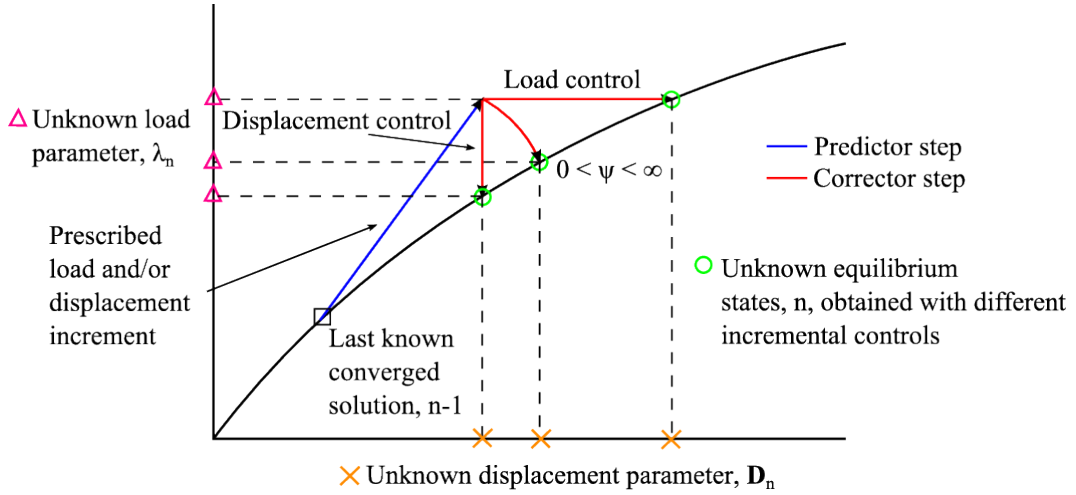 Load control
Displacement control
Unknown load
parameter, λn
0 < ψ < ∞
Predictor step
Corrector step
Prescribed
load and/or
displacement
increment
Unknown equilibrium
states, n, obtained with different
incremental controls
Last known
converged
solution, n-1
Unknown displacement parameter, Dn